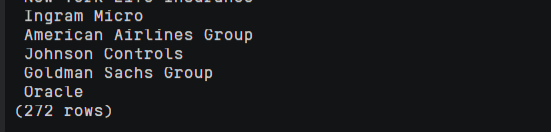 Ingram Micro
American Airlines Group
Johnson Controls
Goldman Sachs Group
Oracle
(272 rows)